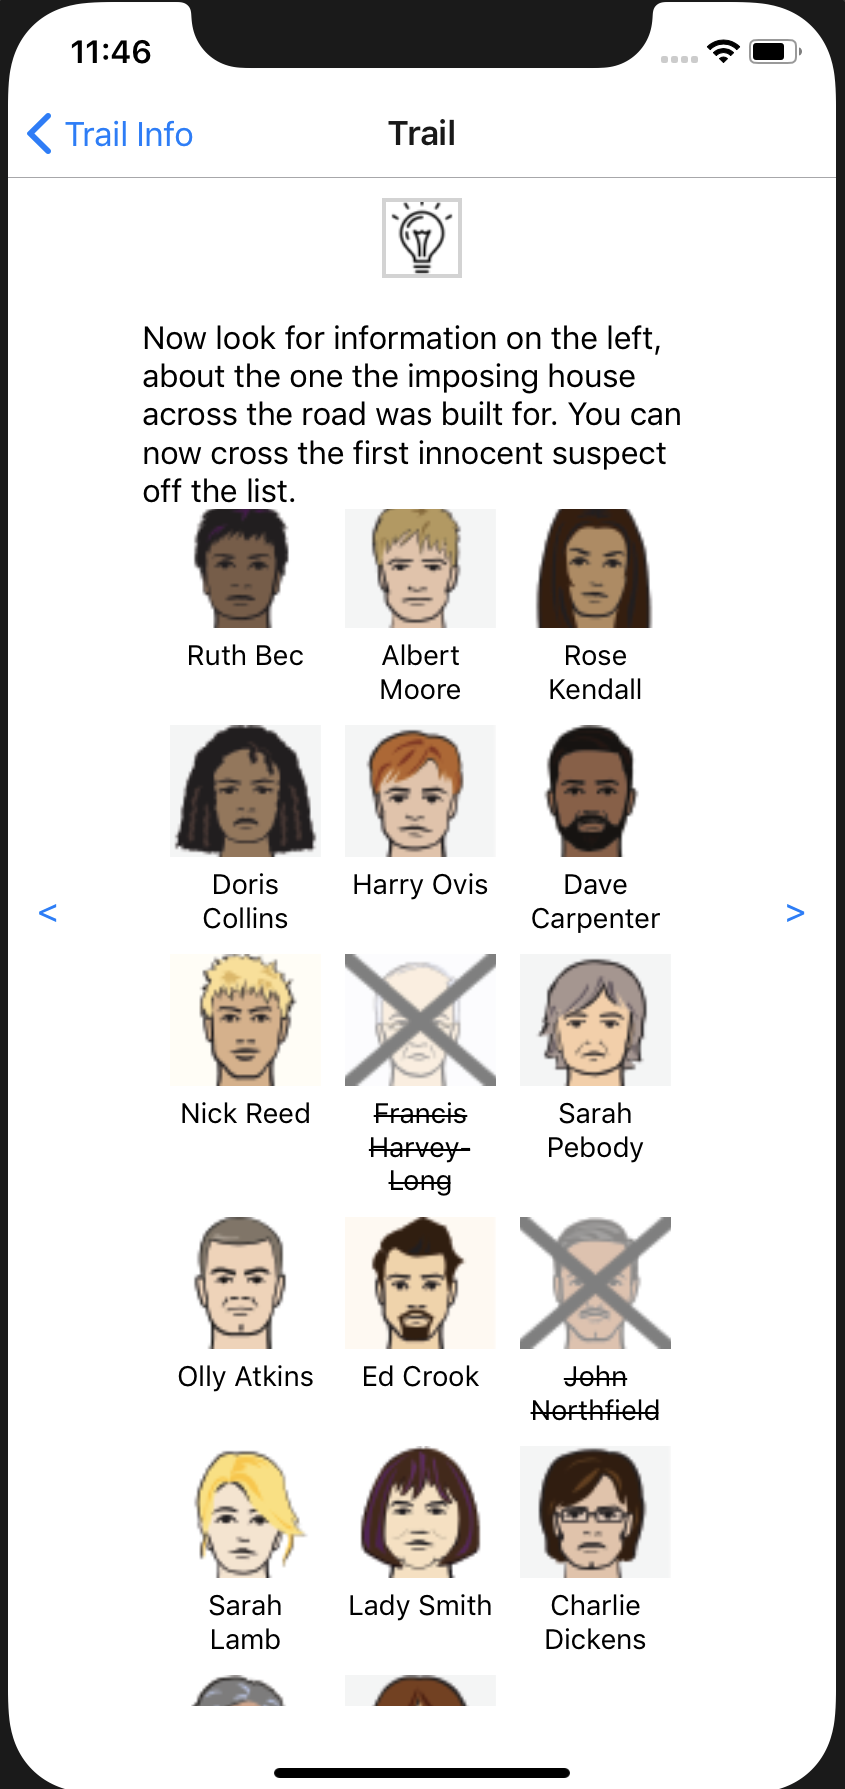 11:46
Trail Info
Trail
Now look for information on the left,
about the one the imposing house
across the road was built for. You can
now cross the first innocent suspect
off the list.
Ruth Bec
Albert
Moore
Rose
Kendall
Doris
Collins
Harry Ovis
Dave
Carpenter
<
>
Nick Reed
Francis
Harvey-
Long
Sarah
Pebody
Olly Atkins
Ed Crook
John
Northfield
Sarah
Lamb
Lady Smith
Charlie
Dickens